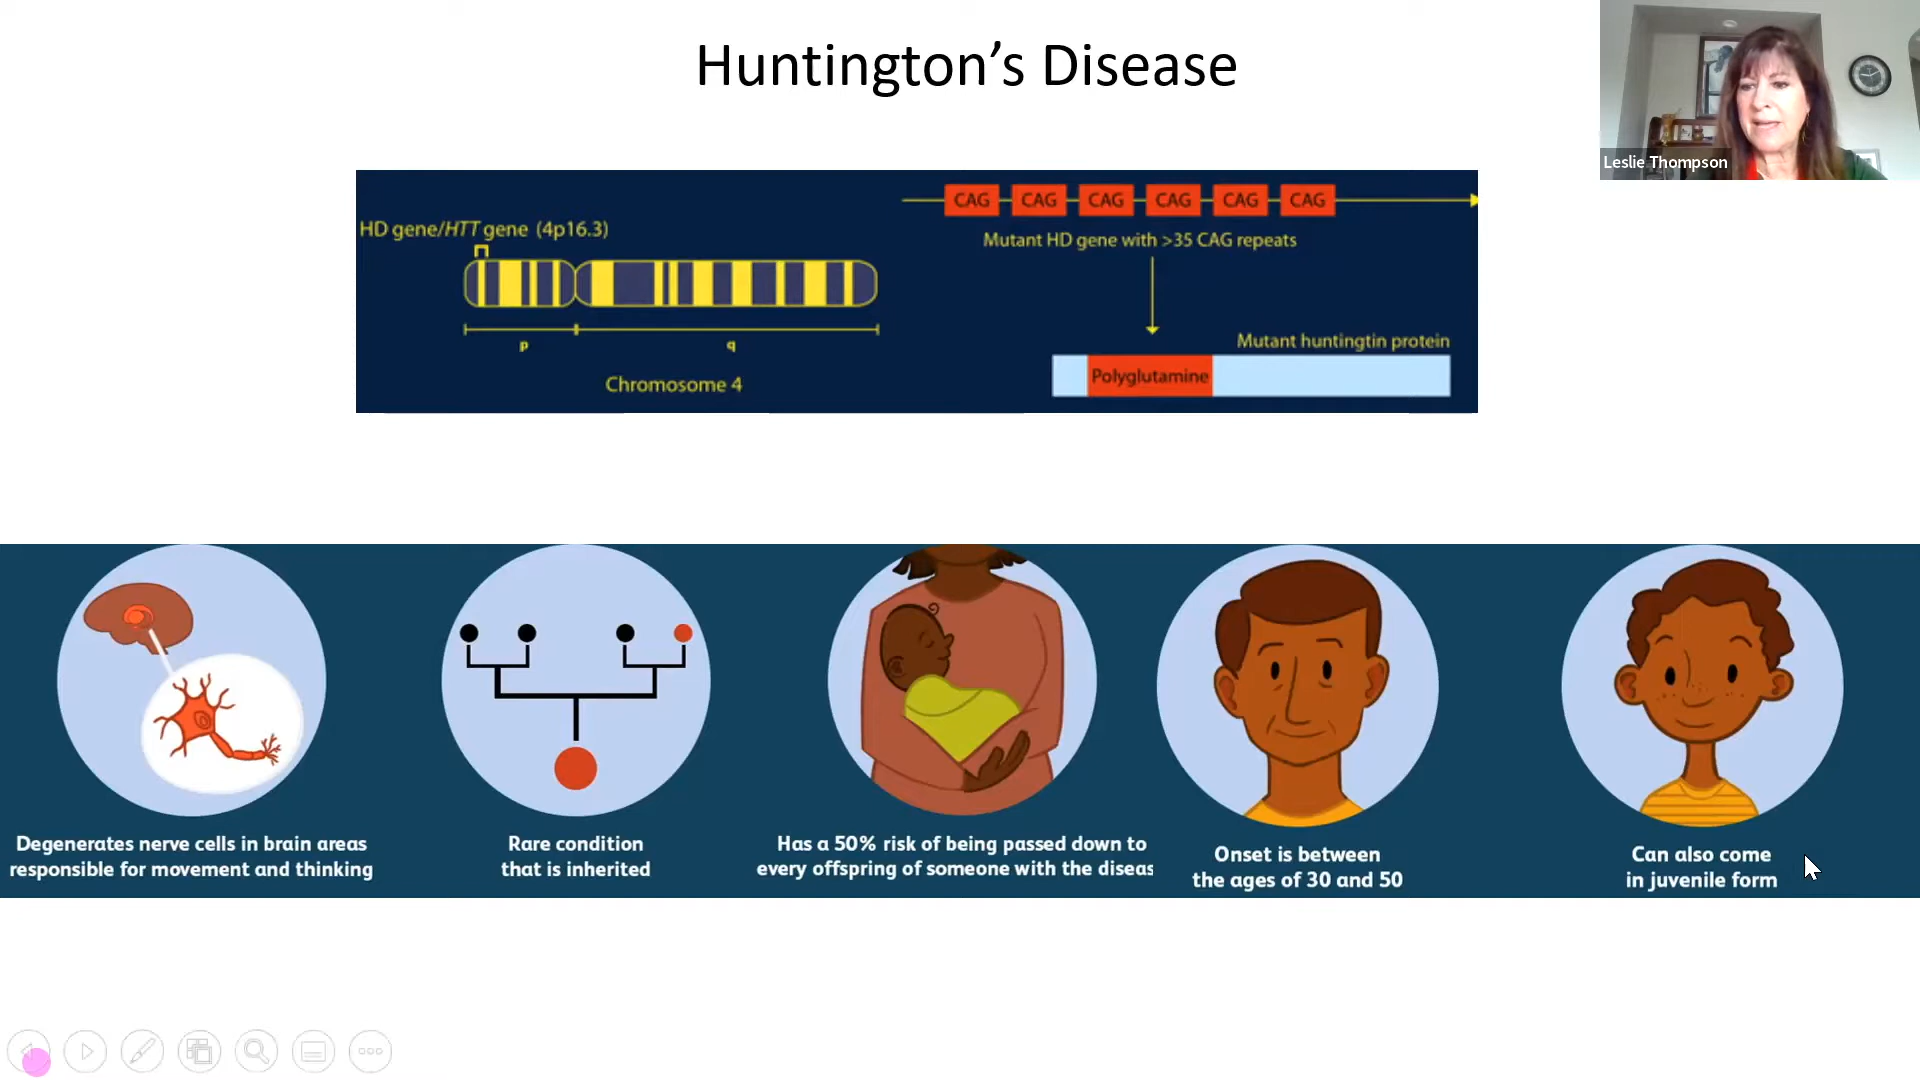 Huntington’s Disease
Leslie Thompson
HD gene/HTT gene (4p16.3)
p
q
Chromosome 4
CAG CAG CAG CAG CAG CAG
Mutant HD gene with >35 CAG repeats
Mutant huntingtin protein
Polyglutamine
Degenerates nerve cells in brain areas
responsible for movement and thinking
Rare condition
that is inherited
Has a 50% risk of being passed down to
every offspring of someone with the diseas
Onset is between
the ages of 30 and 50
Can also come
in juvenile form